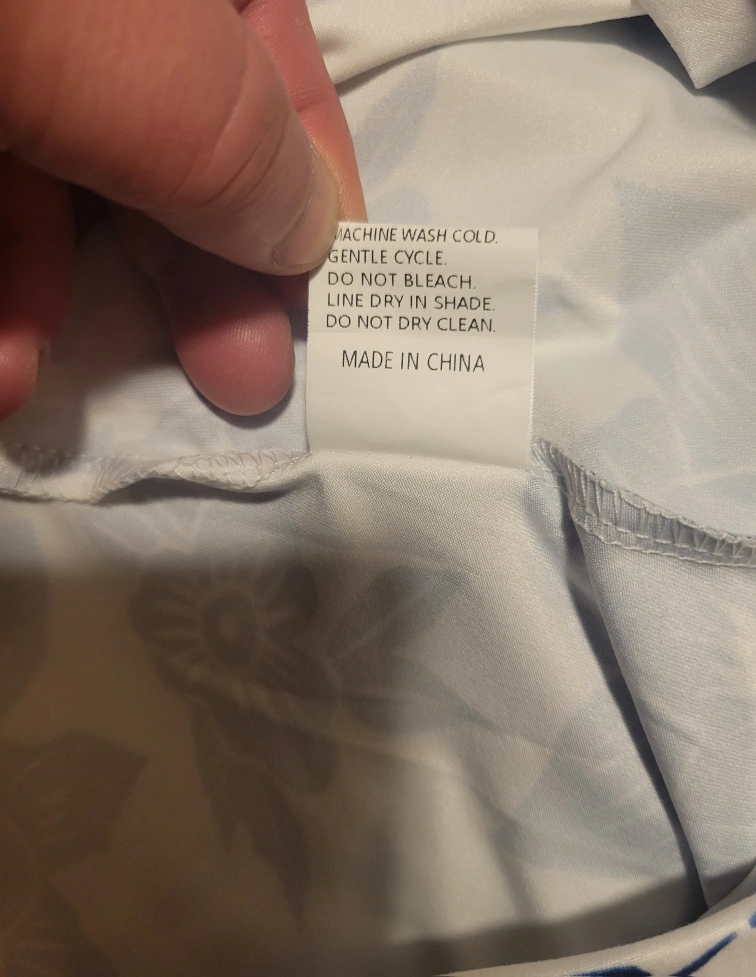 MACHINE WASH COLD.
GENTLE CYCLE.
DO NOT BLEACH.
LINE DRY IN SHADE.
DO NOT DRY CLEAN.
MADE IN CHINA